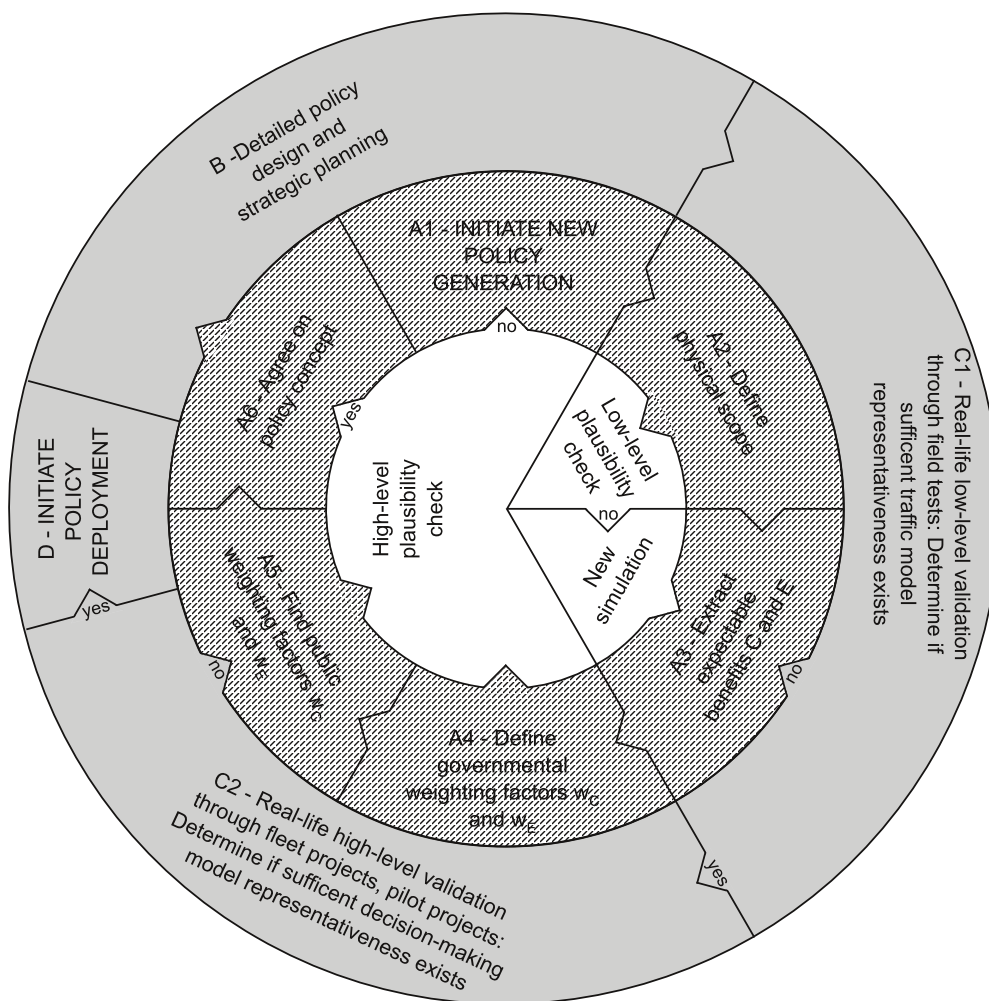 B -Detailed policy
design and
strategic planning
A1 - INITIATE NEW
POLICY
GENERATION
no
A2 - Define
physical scope
C1 - Real-life low-level validation
through field tests: Determine if
sufficent traffic model
representativeness exists
A6 - Agree on
policy concept
yes
Low-level
plausibility
check
High-level
plausibility
check
no
New
simulation
D - INITIATE
POLICY
DEPLOYMENT
yes
A5 - Find public
weighting factors wC
and wE
no
A3 - Extract
expectable
benefits C and E
no
A4 - Define
governmental
weighting factors wC
and wE
C2 - Real-life high-level validation
through fleet projects, pilot projects:
Determine if sufficent decision-making
model representativeness exists
yes